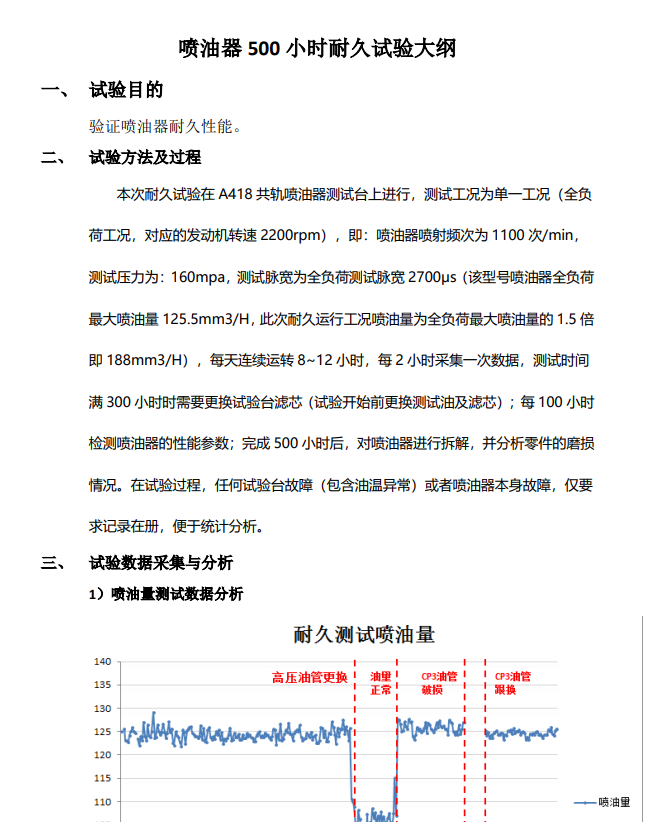 喷油器 500 小时耐久试验大纲
一、 试验目的
验证喷油器耐久性能。
二、 试验方法及过程
本次耐久试验在 A418 共轨喷油器测试台上进行，测试工况为单一工况（全负
荷工况，对应的发动机转速 2200rpm），即：喷油器喷射频次为 1100 次/min，
测试压力为：160mpa，测试脉宽为全负荷测试脉宽 2700μs（该型号喷油器全负荷
最大喷油量 125.5mm3/H，此次耐久运行工况喷油量为全负荷最大喷油量的 1.5 倍
即 188mm3/H），每天连续运转 8~12 小时，每 2 小时采集一次数据，测试时间
满 300 小时时需要更换试验台滤芯（试验开始前更换测试油及滤芯）；每 100 小时
检测喷油器的性能参数；完成 500 小时后，对喷油器进行拆解，并分析零件的磨损
情况。在试验过程，任何试验台故障（包含油温异常）或者喷油器本身故障，仅要
求记录在册，便于统计分析。
三、 试验数据采集与分析
1）喷油量测试数据分析
耐久测试喷油量
140
135
130
125
120
115
110
高压油管更换
油量
正常
CP3油管
破损
CP3油管
跟换
喷油量